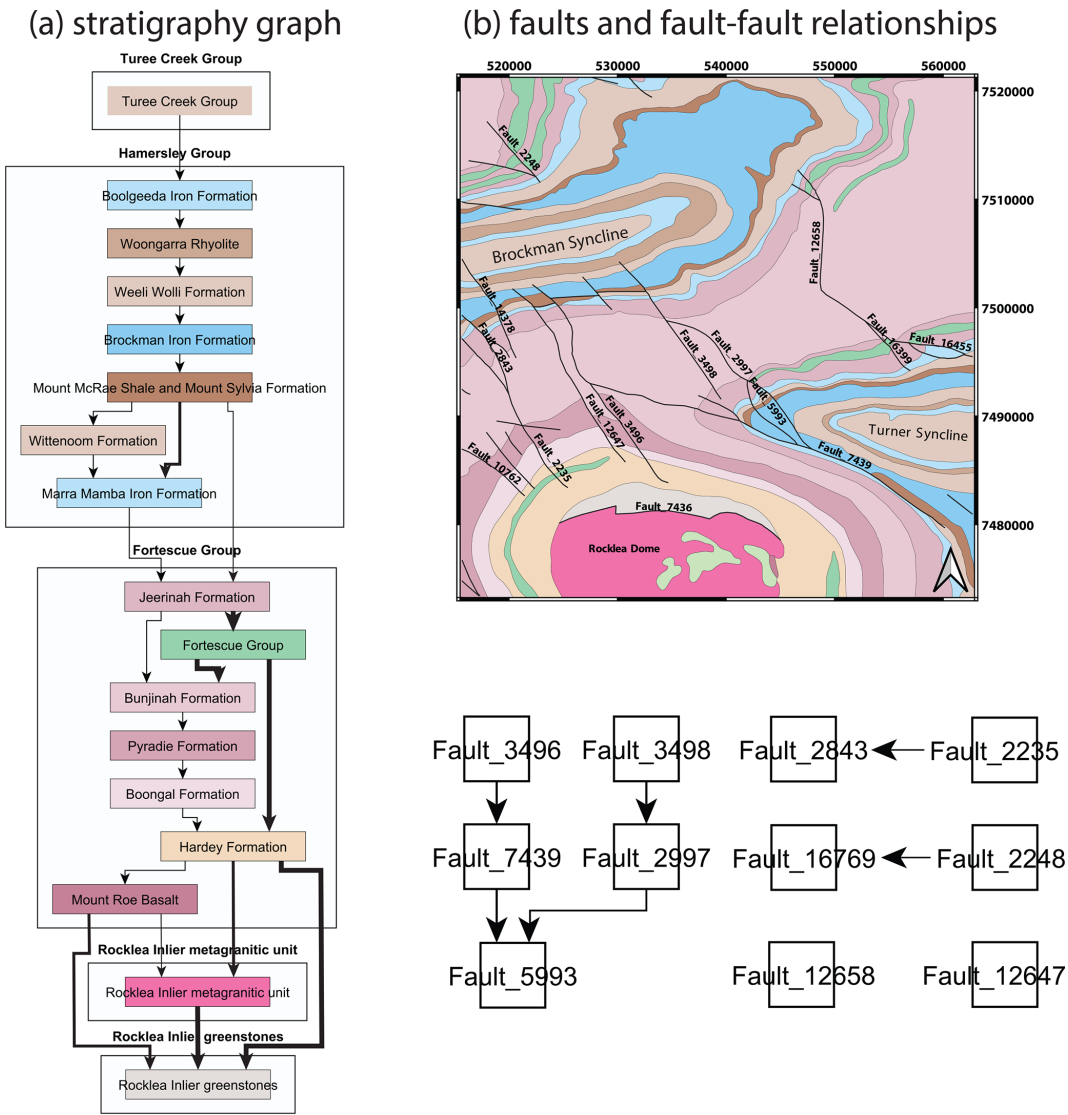 (a) stratigraphy graph
Turee Creek Group
Turee Creek Group
Hamersley Group
Boolgeeda Iron Formation
Woongarra Rhyolite
Weeli Wolli Formation
Brockman Iron Formation
Mount McRae Shale and Mount Sylvia Formation
Wittenoom Formation
Marra Mamba Iron Formation
Fortescue Group
Jeerinah Formation
Fortescue Group
Bunjinah Formation
Pyradie Formation
Boongal Formation
Hardey Formation
Mount Roe Basalt
Rocklea Inlier metagranitic unit
Rocklea Inlier metagranitic unit
Rocklea Inlier greenstones
Rocklea Inlier greenstones
(b) faults and fault-fault relationships
520000 530000 540000 550000 560000
7520000
Fault_2248
7510000
Fault_12658
Brockman Syncline
7500000
Fault_14378
Fault_2843
Fault_3498
Fault_2997
Fault_16399
Fault_16455
7490000
Fault_5993
Fault_12647
Fault_3496
Turner Syncline
Fault_7439
Fault_2235
Fault_10762
7480000
Fault_7436
Rocklea Dome
Fault_3496 Fault_3498 Fault_2843 Fault_2235
Fault_7439 Fault_2997 Fault_16769 Fault_2248
Fault_5993 Fault_12658 Fault_12647